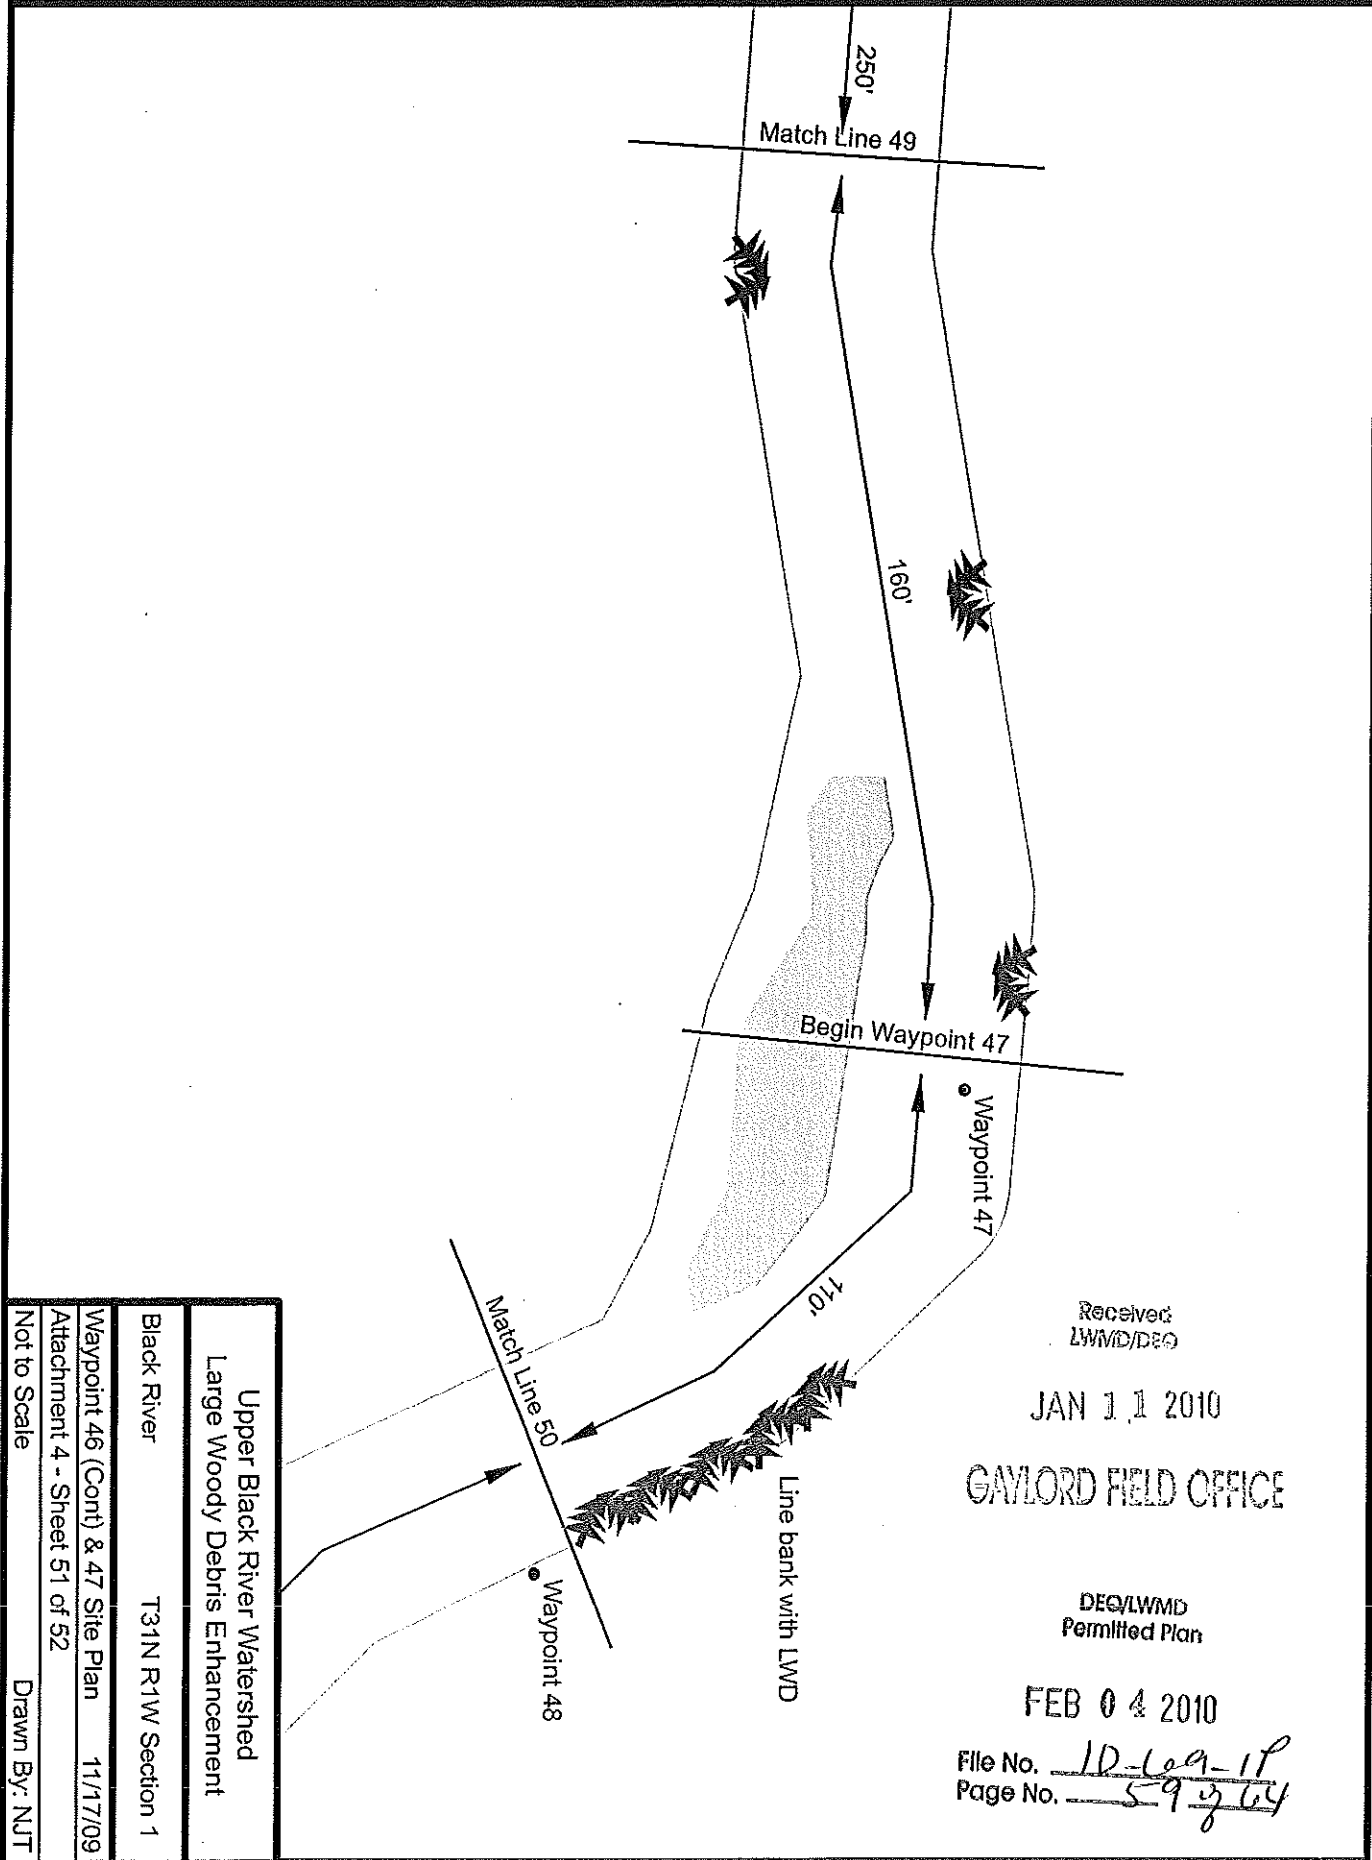 250'
Match Line 49
160'
Begin Waypoint 47
Waypoint 47
110'
Match Line 50
Line bank with LWD
Waypoint 48
Received
LWMD/DEQ
JAN 11 2010
GAYLORD FIELD OFFICE
DEQ/LWMD
Permitted Plan
FEB 04 2010
File No. 10-69-1P
Page No. 59 of 64
Upper Black River Watershed
Large Woody Debris Enhancement
Black River T31N R1W Section 1
Waypoint 46 (Cont) & 47 Site Plan 11/17/09
Attachment 4 - Sheet 51 of 52
Not to Scale Drawn By: NJT